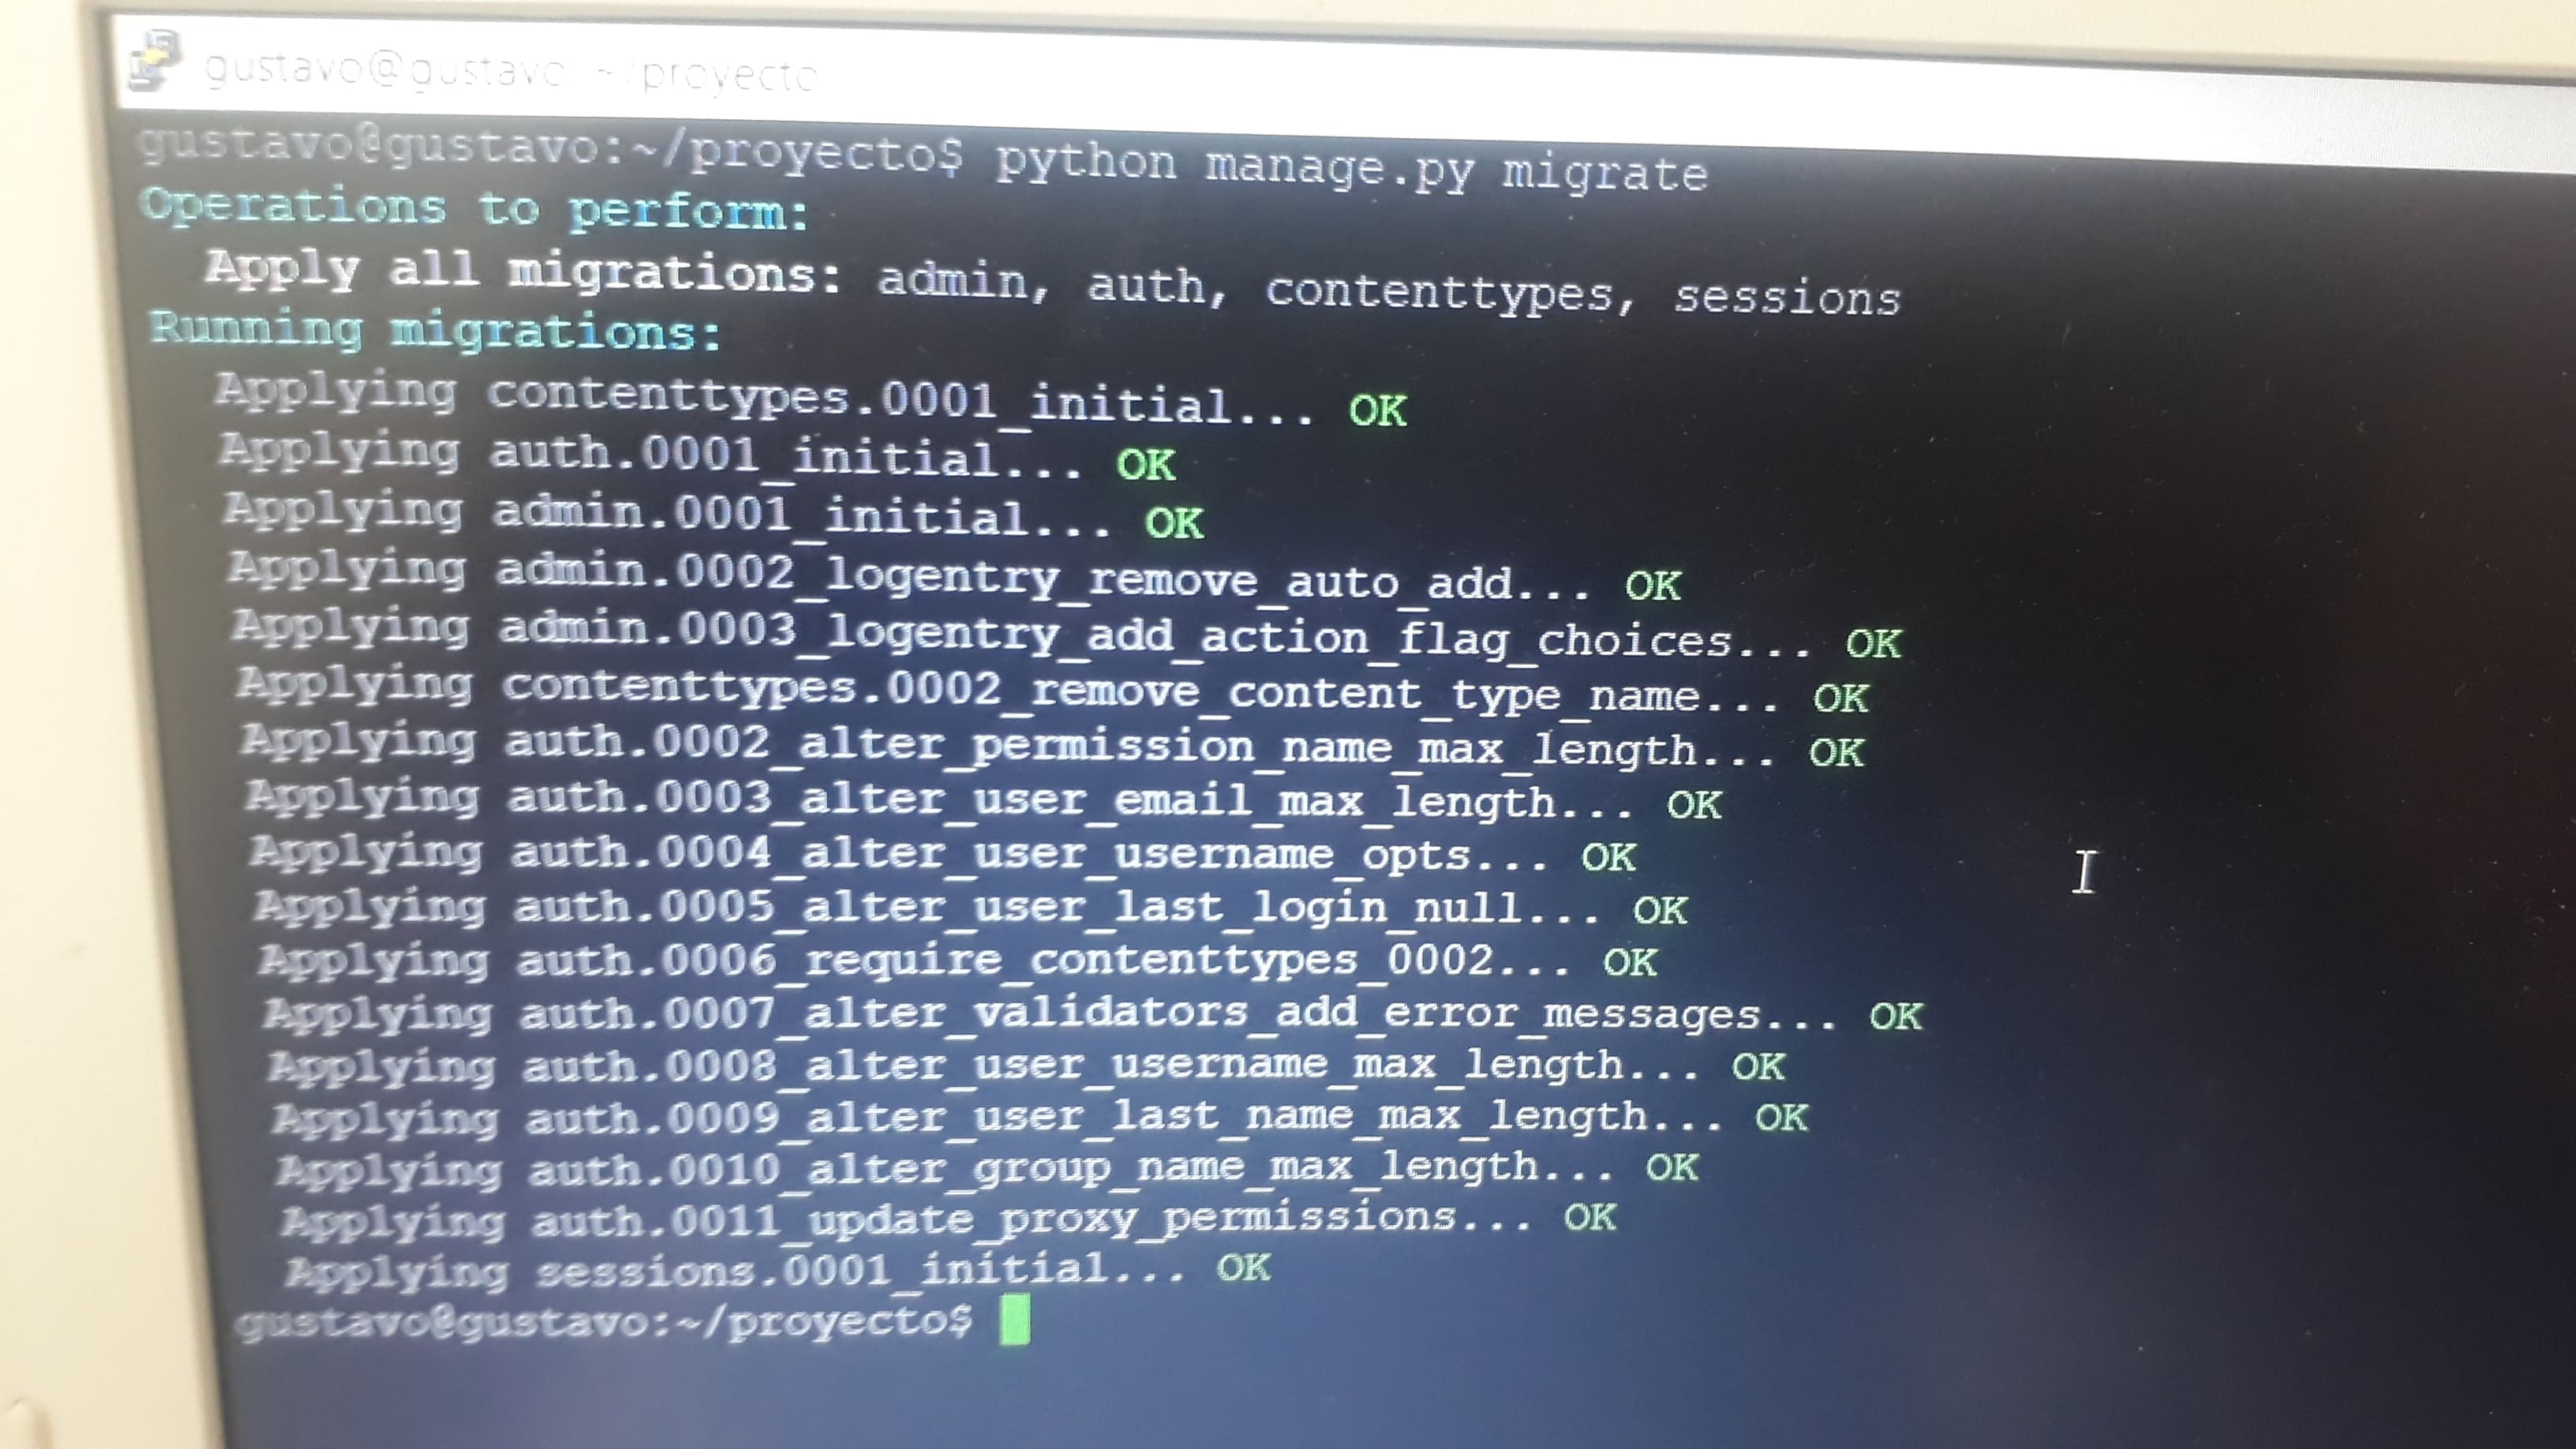 gustavo@gustavo: ~/proyecto
gustavo@gustavo:~/proyecto$ python manage.py migrate
Operations to perform:
  Apply all migrations: admin, auth, contenttypes, sessions
Running migrations:
  Applying contenttypes.0001_initial... OK
  Applying auth.0001_initial... OK
  Applying admin.0001_initial... OK
  Applying admin.0002_logentry_remove_auto_add... OK
  Applying admin.0003_logentry_add_action_flag_choices... OK
  Applying contenttypes.0002_remove_content_type_name... OK
  Applying auth.0002_alter_permission_name_max_length... OK
  Applying auth.0003_alter_user_email_max_length... OK
  Applying auth.0004_alter_user_username_opts... OK
  Applying auth.0005_alter_user_last_login_null... OK
  Applying auth.0006_require_contenttypes_0002... OK
  Applying auth.0007_alter_validators_add_error_messages... OK
  Applying auth.0008_alter_user_username_max_length... OK
  Applying auth.0009_alter_user_last_name_max_length... OK
  Applying auth.0010_alter_group_name_max_length... OK
  Applying auth.0011_update_proxy_permissions... OK
  Applying sessions.0001_initial... OK
gustavo@gustavo:~/proyecto$